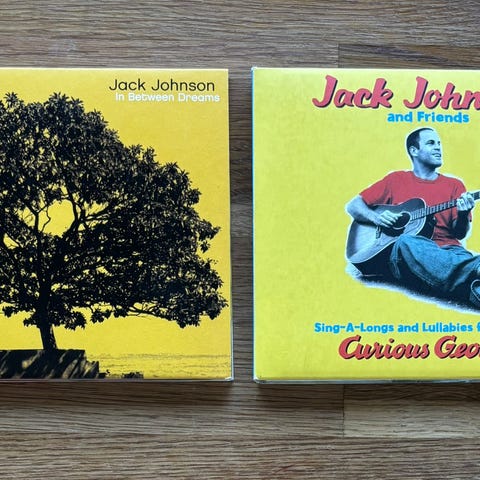 Jack Johnson
In Between Dreams
Jack John
and Friends
Sing-A-Longs and Lullabies f
Curious Geo